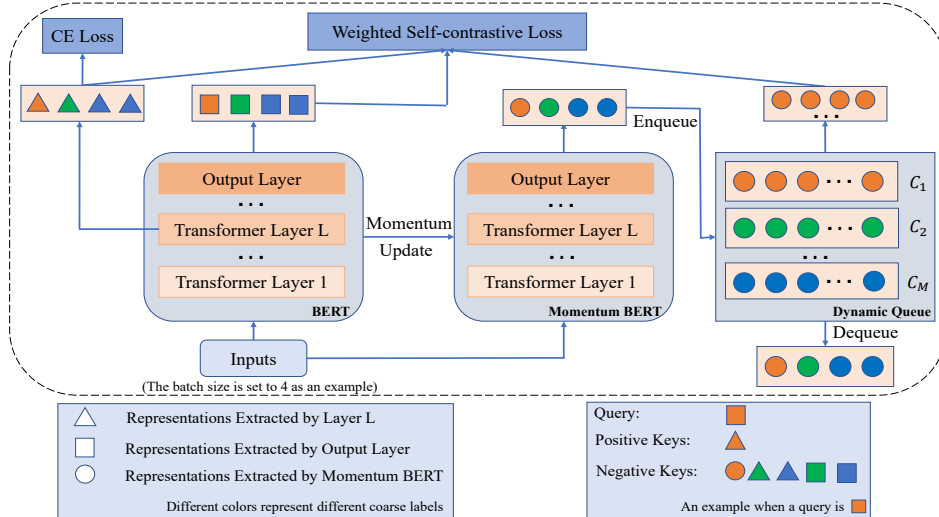 CE Loss
Weighted Self-contrastive Loss
Enqueue
...
Output Layer
...
Transformer Layer L
...
Transformer Layer 1
BERT
Momentum
Update
Output Layer
...
Transformer Layer L
...
Transformer Layer 1
Momentum BERT
... C₁
... C₂
...
... C_M
Dynamic Queue
Dequeue
Inputs
(The batch size is set to 4 as an example)
Representations Extracted by Layer L
Representations Extracted by Output Layer
Representations Extracted by Momentum BERT
Different colors represent different coarse labels
Query:
Positive Keys:
Negative Keys:
An example when a query is